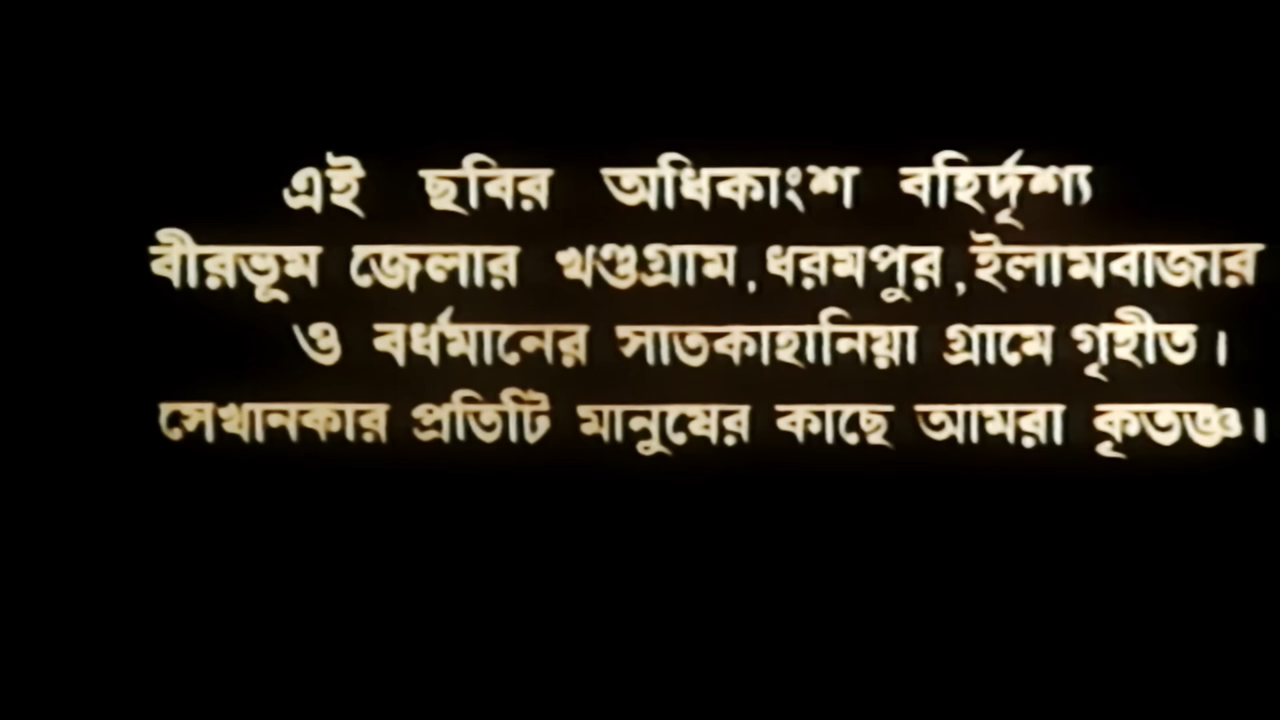 এই ছবির অধিকাংশ বহির্দৃশ্য
বীরভূম জেলার খণ্ডগ্রাম, ধরমপুর, ইলামবাজার
ও বর্ধমানের সাতকাহানিয়া গ্রামে গৃহীত।
সেখানকার প্রতিটি মানুষের কাছে আমরা কৃতজ্ঞ।